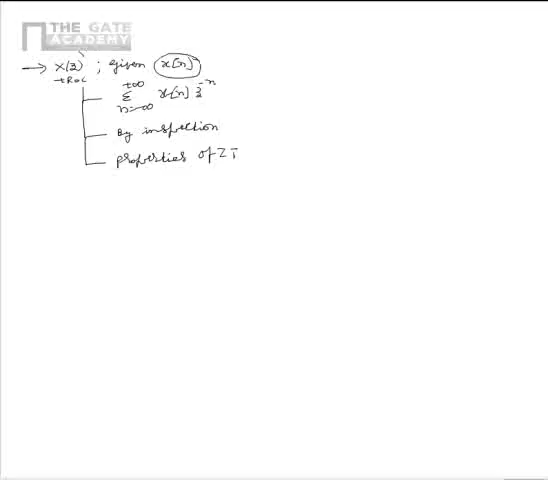 THE GATE
ACADEMY
→ X(z) ; given x[n]
+ROC
+∞
Σ x[n] z^-n
n=-∞
By inspection
properties of ZT